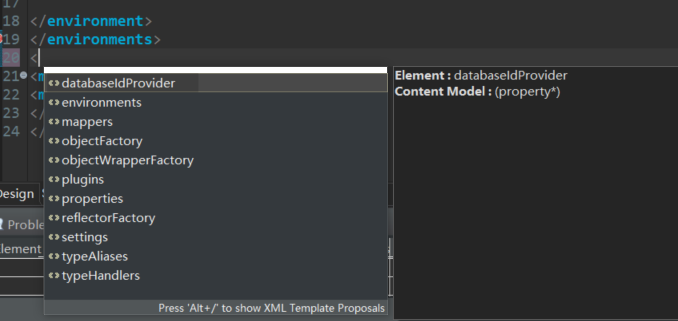 17
18 </environment>
19 </environments>
20 <
21 <m
22 <m
23 </
24 </
databaseIdProvider
environments
mappers
objectFactory
objectWrapperFactory
plugins
properties
reflectorFactory
settings
typeAliases
typeHandlers
Press 'Alt+/' to show XML Template Proposals
Element : databaseIdProvider
Content Model : (property*)
Design
Proble
lement